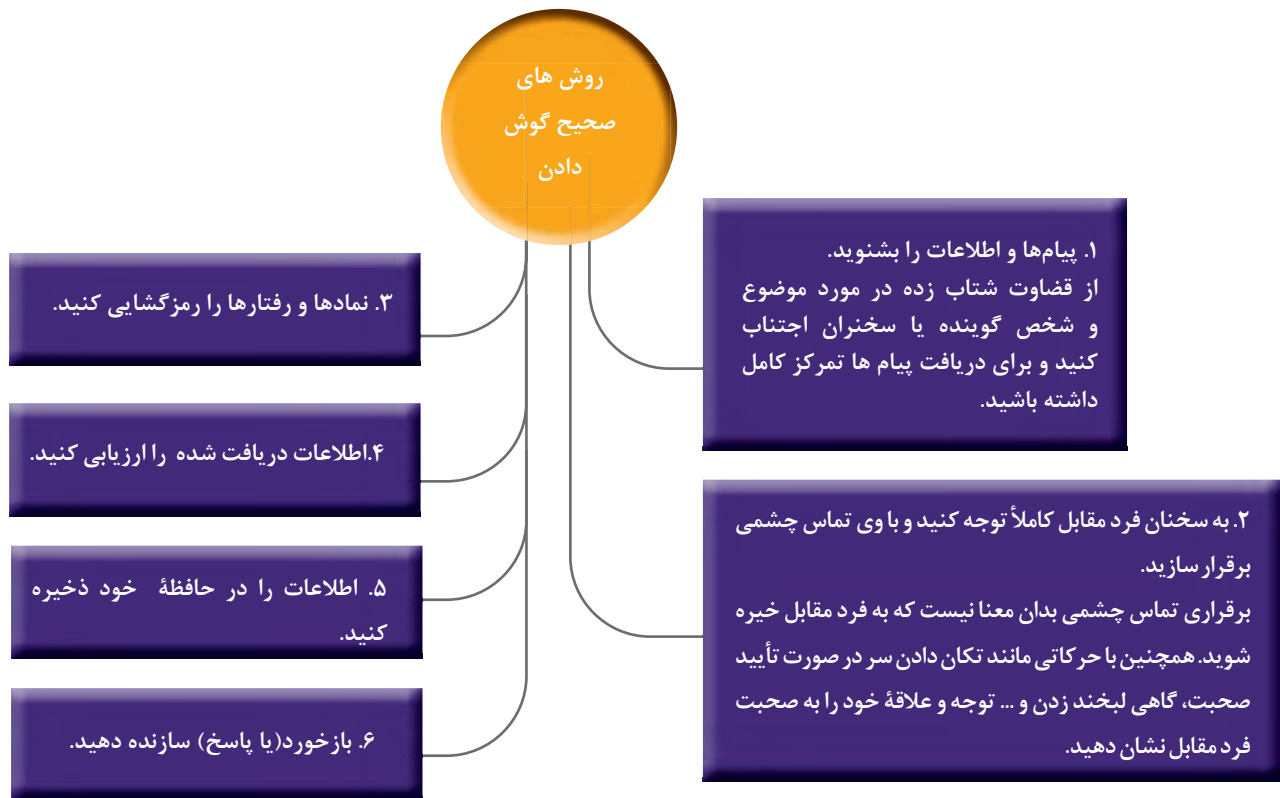 روش های
صحیح گوش
دادن
۱. پیام‌ها و اطلاعات را بشنوید.
از قضاوت شتاب زده در مورد موضوع
و شخص گوینده یا سخنران اجتناب
کنید و برای دریافت پیام ها تمرکز کامل
داشته باشید.
۲. به سخنان فرد مقابل کاملأ توجه کنید و با وی تماس چشمی
برقرار سازید.
برقراری تماس چشمی بدان معنا نیست که به فرد مقابل خیره
شوید. همچنین با حرکاتی مانند تکان دادن سر در صورت تأیید
صحبت، گاهی لبخند زدن و ... توجه و علاقهٔ خود را به صحبت
فرد مقابل نشان دهید.
۳. نمادها و رفتارها را رمزگشایی کنید.
۴.اطلاعات دریافت شده را ارزیابی کنید.
۵. اطلاعات را در حافظهٔ خود ذخیره
کنید.
۶. بازخورد(یا پاسخ) سازنده دهید.